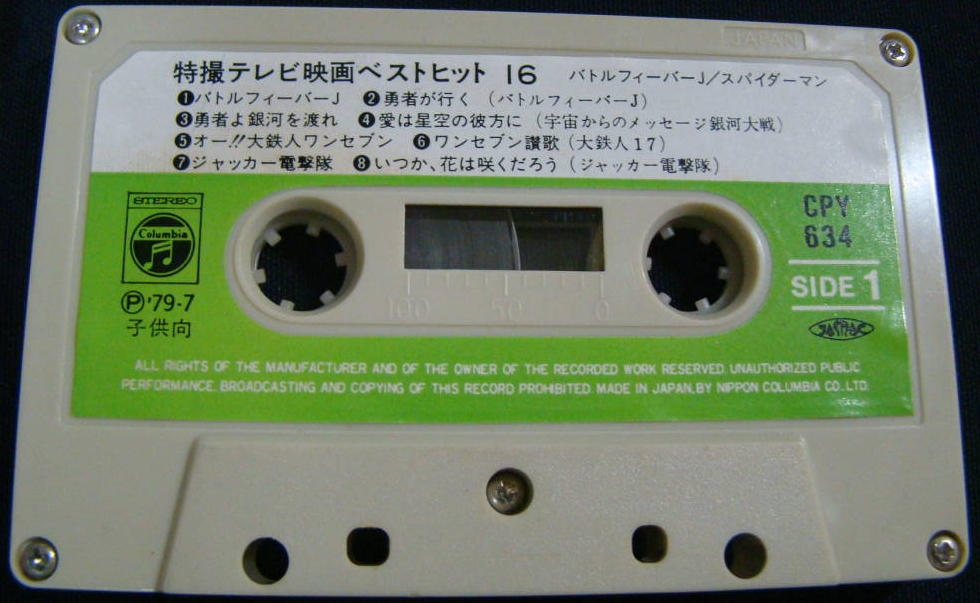 JAPAN
特撮テレビ映画ベストヒット 16 バトルフィーバーJ/スパイダーマン
❶バトルフィーバーJ ❷勇者が行く (バトルフィーバーJ)
❸勇者よ銀河を渡れ ❹愛は星空の彼方に (宇宙からのメッセージ銀河大戦)
❺オー!!大鉄人ワンセブン ❻ワンセブン讃歌 (大鉄人17)
❼ジャッカー電撃隊 ❽いつか、花は咲くだろう (ジャッカー電撃隊)
STEREO
Columbia
Ⓟ'79-7
子供向
CPY
634
SIDE 1
100 50 0
ALL RIGHTS OF THE MANUFACTURER AND OF THE OWNER OF THE RECORDED WORK RESERVED. UNAUTHORIZED PUBLIC
PERFORMANCE. BROADCASTING AND COPYING OF THIS RECORD PROHIBITED. MADE IN JAPAN. BY NIPPON COLUMBIA CO., LTD.